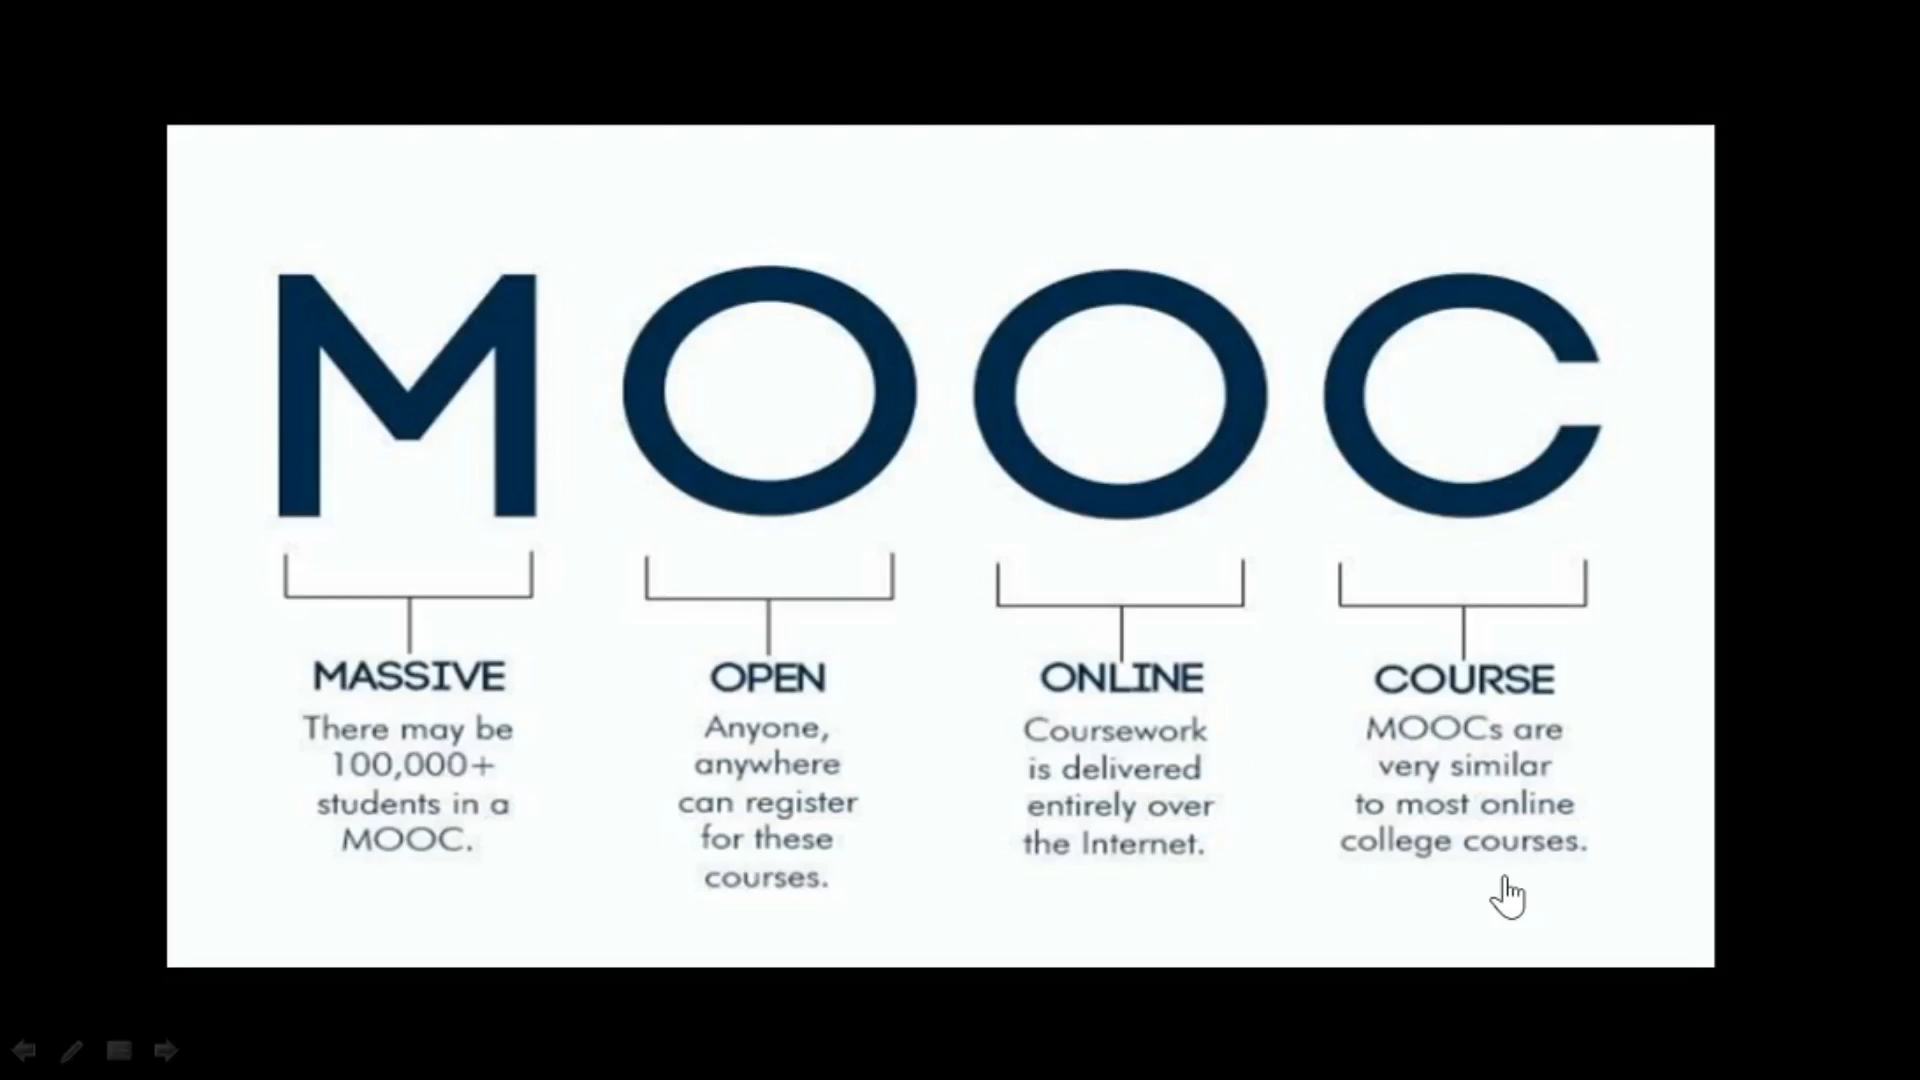 MOOC
MASSIVE
There may be
100,000+
students in a
MOOC.
OPEN
Anyone,
anywhere
can register
for these
courses.
ONLINE
Coursework
is delivered
entirely over
the Internet.
COURSE
MOOCs are
very similar
to most online
college courses.